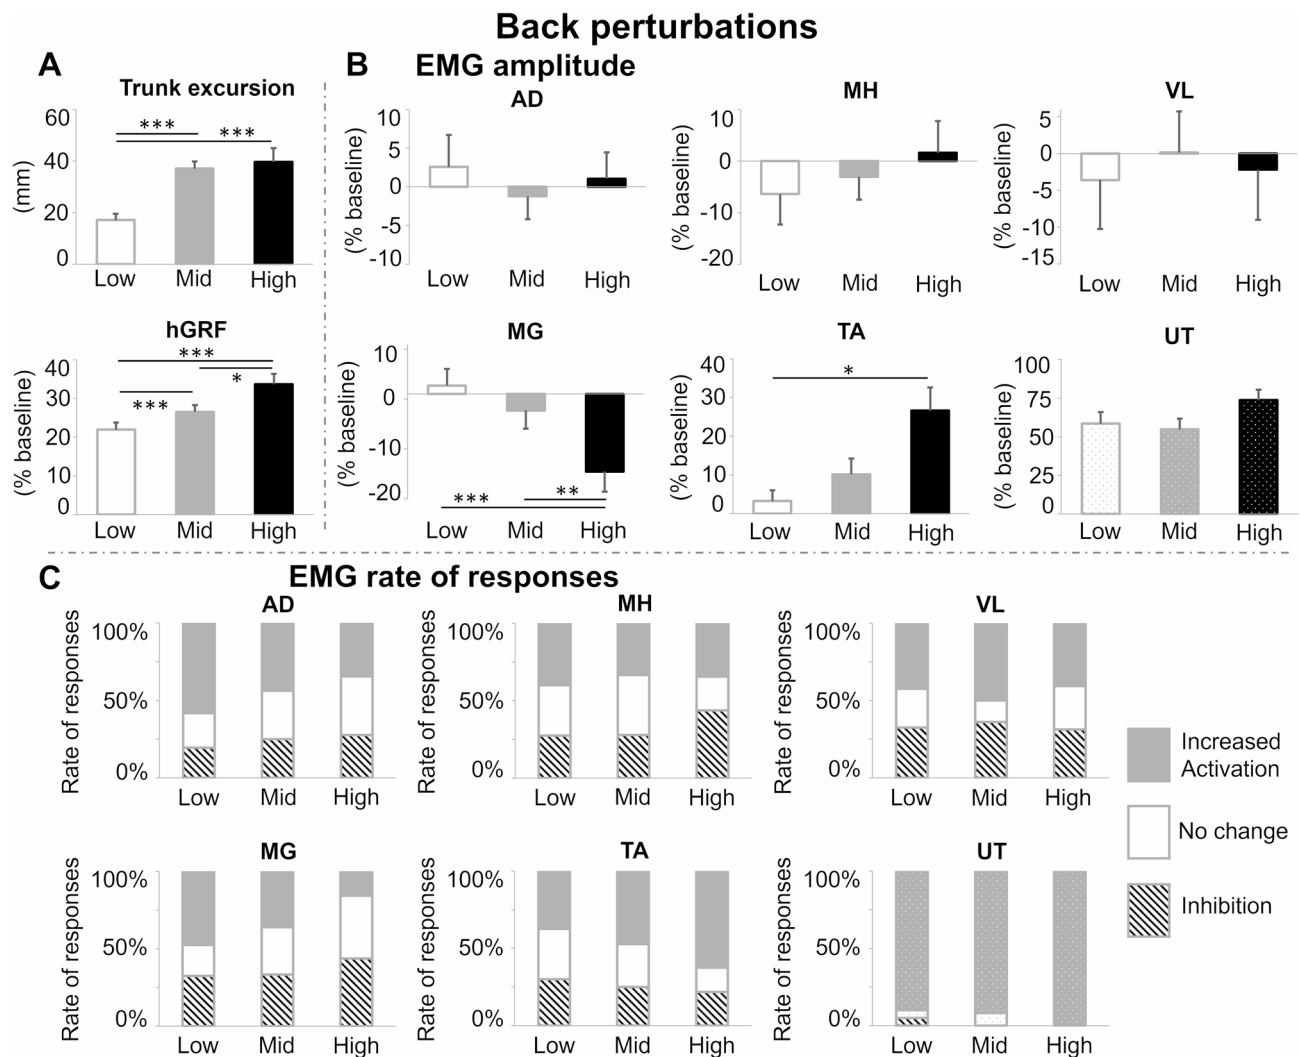 Back perturbations
A
Trunk excursion
60
40
20
0
(mm)
***
***
Low Mid High
hGRF
40
30
20
10
0
(% baseline)
***
*
***
Low Mid High
B
EMG amplitude
AD
10
5
0
-5
-10
(% baseline)
Low Mid High
MH
10
0
-10
-20
(% baseline)
Low Mid High
VL
5
0
-5
-10
-15
(% baseline)
Low Mid High
MG
10
0
-10
-20
(% baseline)
***
**
Low Mid High
TA
40
30
20
10
0
(% baseline)
*
Low Mid High
UT
100
75
50
25
0
(% baseline)
Low Mid High
C
EMG rate of responses
AD
100%
50%
0%
Rate of responses
Low Mid High
MH
100%
50%
0%
Rate of responses
Low Mid High
VL
100%
50%
0%
Rate of responses
Low Mid High
MG
100%
50%
0%
Rate of responses
Low Mid High
TA
100%
50%
0%
Rate of responses
Low Mid High
UT
100%
50%
0%
Rate of responses
Low Mid High
Increased
Activation
No change
Inhibition